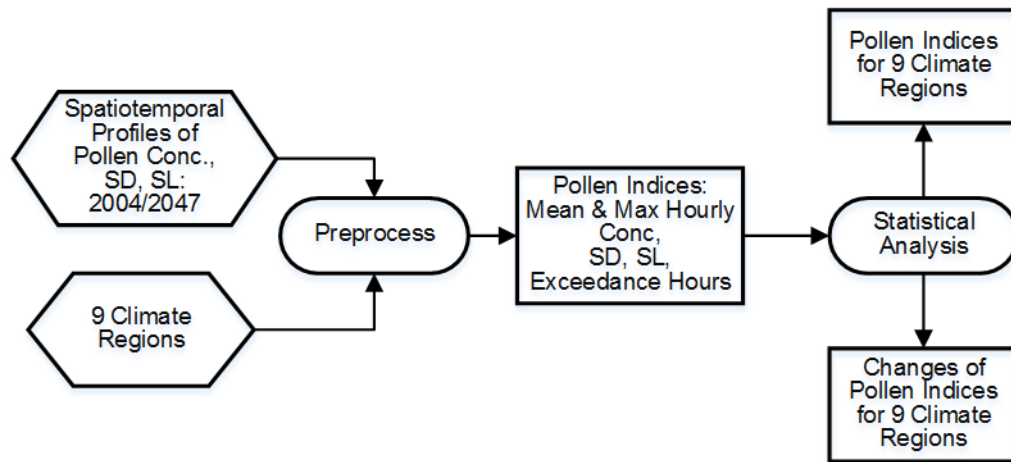 Spatiotemporal
Profiles of
Pollen Conc.,
SD, SL:
2004/2047
9 Climate
Regions
Preprocess
Pollen Indices:
Mean & Max Hourly
Conc,
SD, SL,
Exceedance Hours
Statistical
Analysis
Pollen Indices
for 9 Climate
Regions
Changes of
Pollen Indices
for 9 Climate
Regions